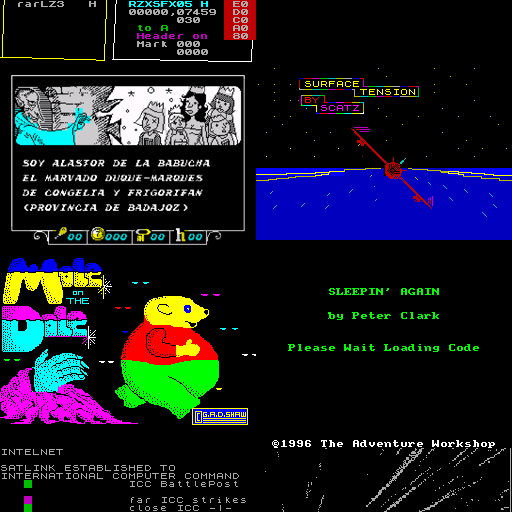 rarLZ3 H
RZXSFX05 H E0
00000,07459 D0
030 C0
to A A0
Header on 80
Mark 000
0000
SOY ALASTOR DE LA BABUCHA
EL MARVADO DUQUE-MARQUES
DE CONGELIA Y FRIGORIFAN
(PROVINCIA DE BADAJOZ)
00 000 00 h 00
SURFACE
TENSION
BY
SCATZ
Mole
on
THE
Dole
G.A.D.SHAW
SLEEPIN' AGAIN
by Peter Clark
Please Wait Loading Code
©1996 The Adventure Workshop
INTELNET
SATLINK ESTABLISHED TO
INTERNATIONAL COMPUTER COMMAND
ICC BattlePost
far ICC strikes
close ICC -|-